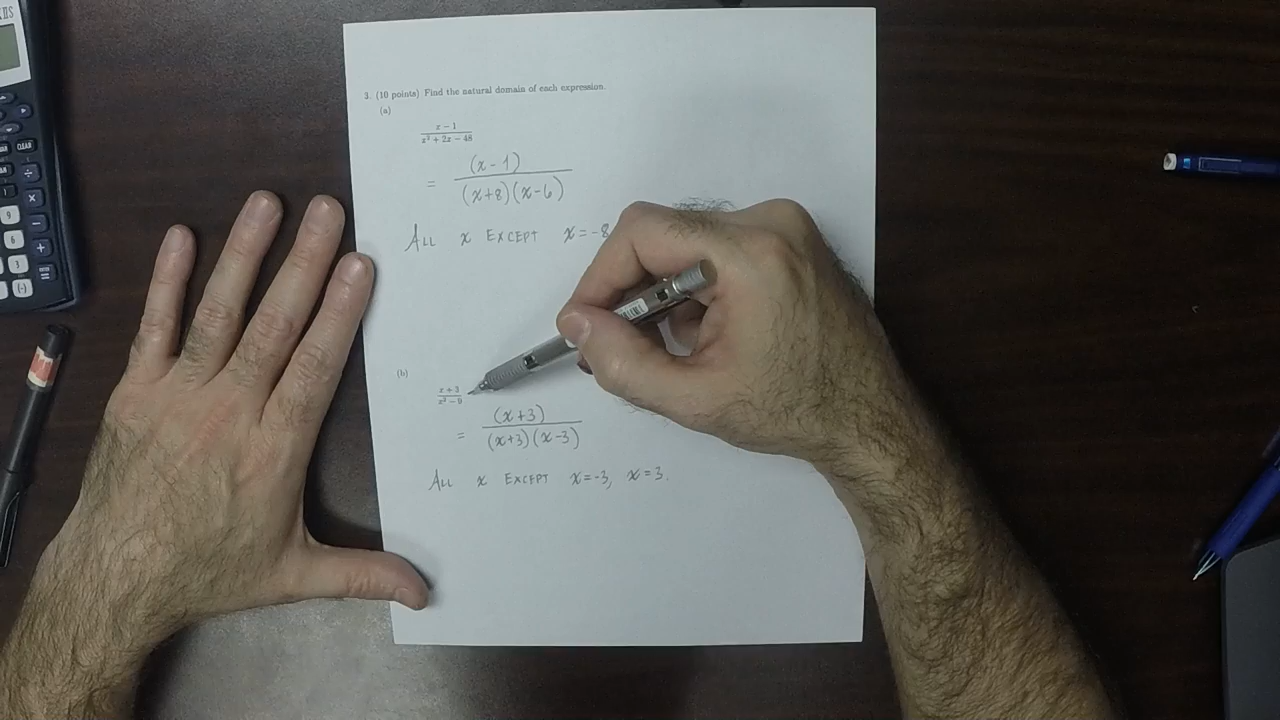 3. (10 points) Find the natural domain of each expression.
(a)
x − 1
x² + 2x − 48
(x - 1)
=
(x+8)(x-6)
ALL x EXCEPT x=-8
(b)
x + 3
x² − 9
(x+3)
=
(x+3)(x-3)
ALL x EXCEPT x=-3, x=3.
CLEAR
÷
×
9
−
6
+
3
(-)